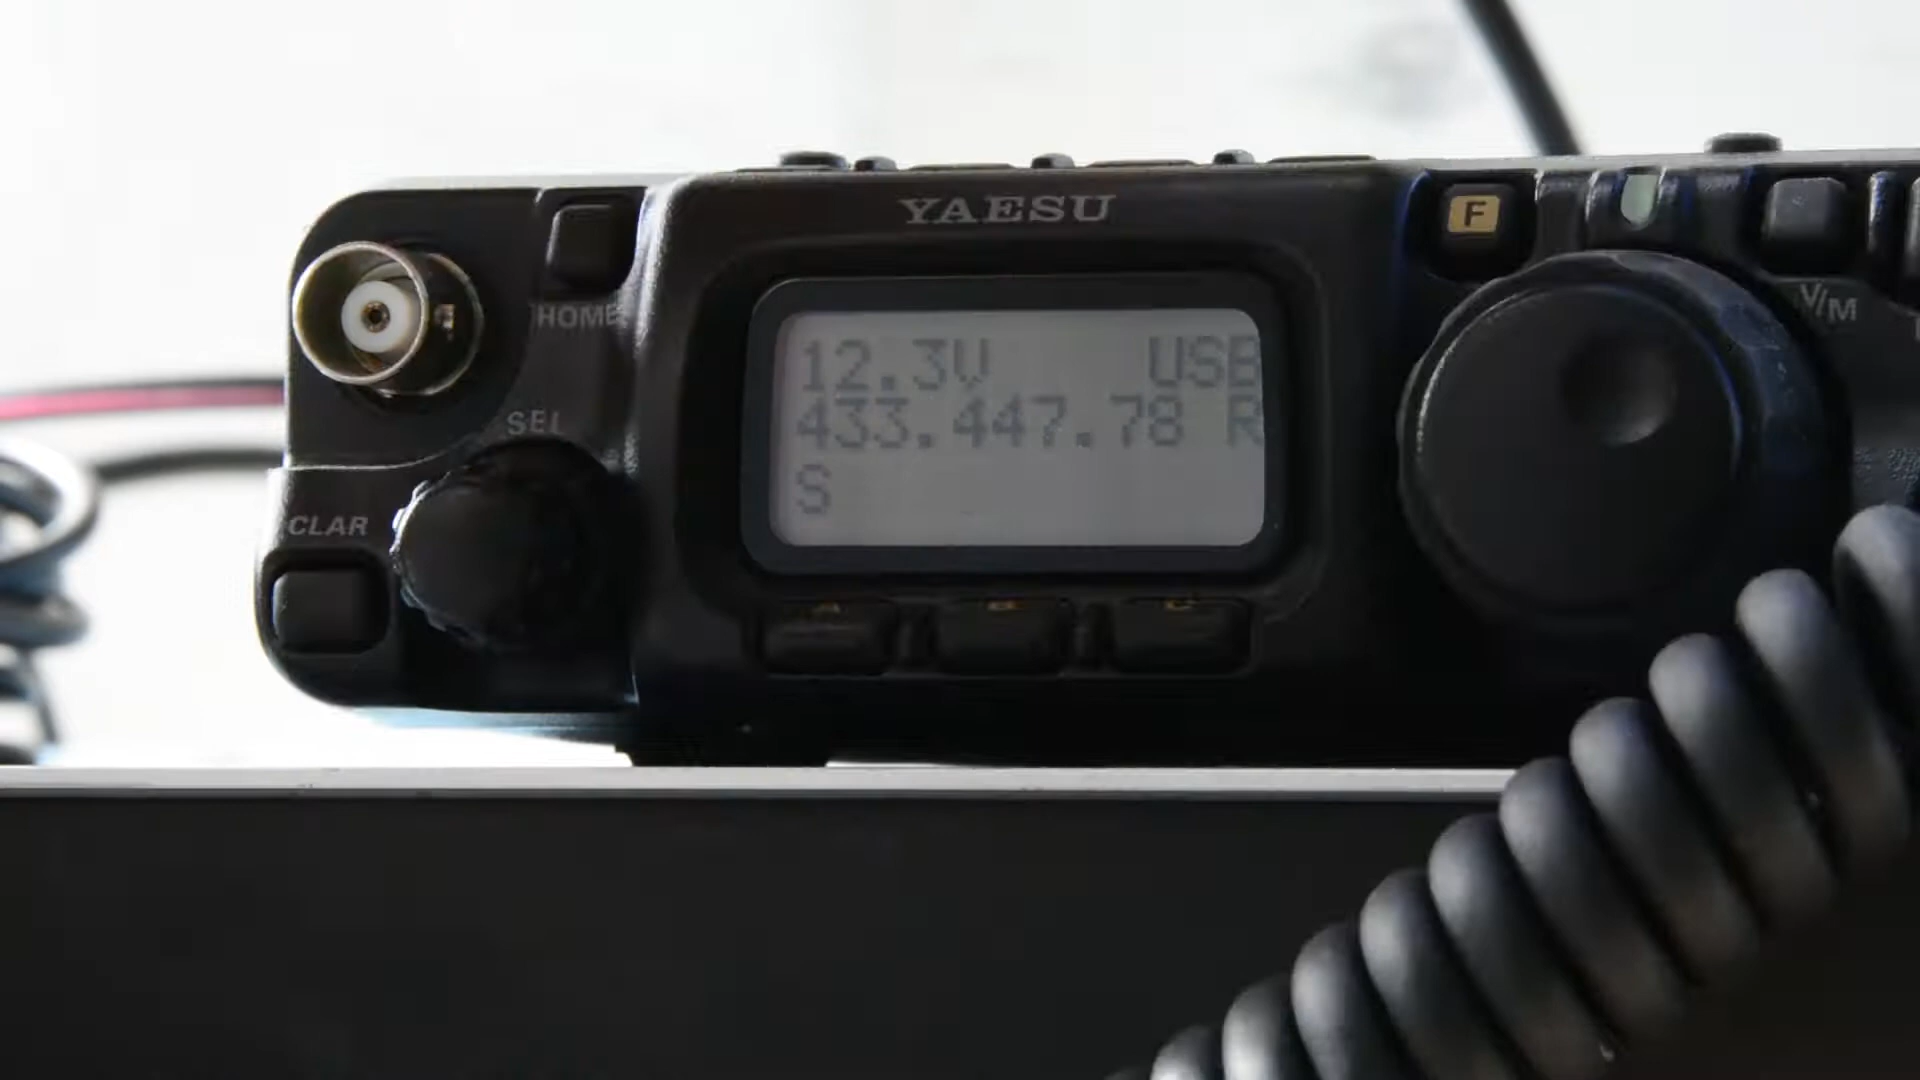 YAESU
F
HOME
V/M
12.3V USB
433.447.78 R
S
SEL
CLAR
A B C